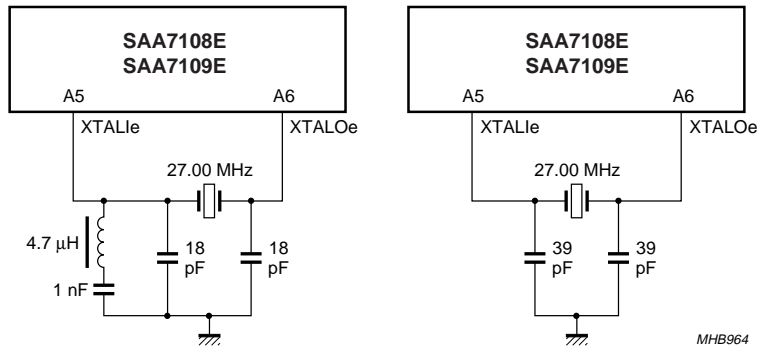 SAA7108E
SAA7109E
A5
A6
XTALIe
XTALOe
27.00 MHz
4.7 μH
1 nF
18
pF
18
pF
SAA7108E
SAA7109E
A5
A6
XTALIe
XTALOe
27.00 MHz
39
pF
39
pF
MHB964